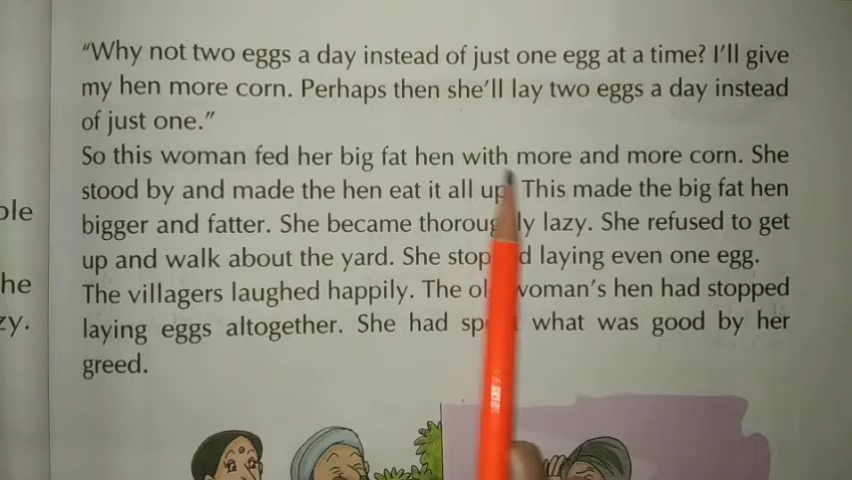 “Why not two eggs a day instead of just one egg at a time? I’ll give
my hen more corn. Perhaps then she’ll lay two eggs a day instead
of just one.”
So this woman fed her big fat hen with more and more corn. She
stood by and made the hen eat it all up. This made the big fat hen
bigger and fatter. She became thoroughly lazy. She refused to get
up and walk about the yard. She stopped laying even one egg.
The villagers laughed happily. The old woman’s hen had stopped
laying eggs altogether. She had spoilt what was good by her
greed.